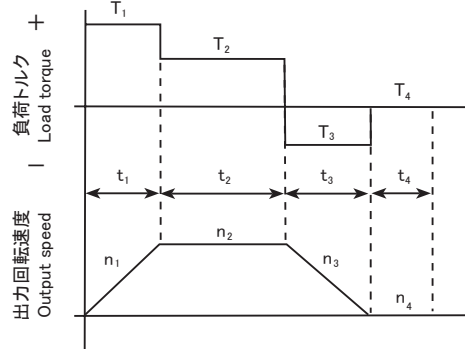 T₁
T₂
T₃
T₄
+
負荷トルク
Load torque
−
t₁
t₂
t₃
t₄
出力回転速度
Output speed
n₁
n₂
n₃
n₄